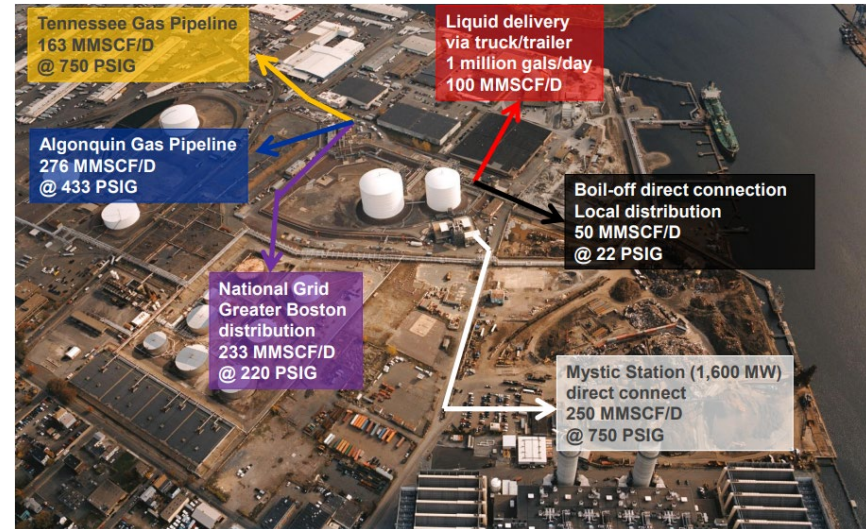 Tennessee Gas Pipeline
163 MMSCF/D
@ 750 PSIG
Liquid delivery
via truck/trailer
1 million gals/day
100 MMSCF/D
Algonquin Gas Pipeline
276 MMSCF/D
@ 433 PSIG
Boil-off direct connection
Local distribution
50 MMSCF/D
@ 22 PSIG
National Grid
Greater Boston
distribution
233 MMSCF/D
@ 220 PSIG
Mystic Station (1,600 MW)
direct connect
250 MMSCF/D
@ 750 PSIG